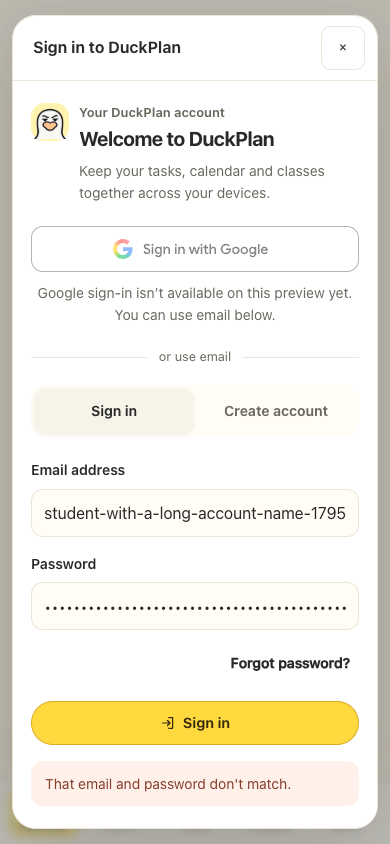 Sign in to DuckPlan
×
Your DuckPlan account
Welcome to DuckPlan
Keep your tasks, calendar and classes
together across your devices.
Sign in with Google
Google sign-in isn’t available on this preview yet.
You can use email below.
or use email
Sign in
Create account
Email address
student-with-a-long-account-name-1795
Password
Forgot password?
Sign in
That email and password don't match.